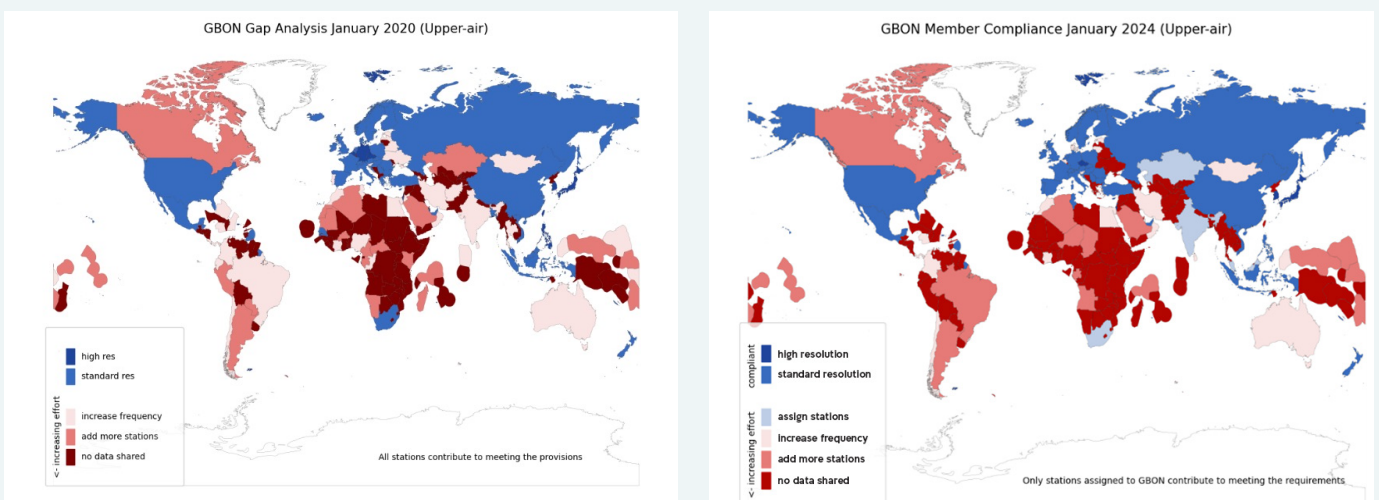 GBON Gap Analysis January 2020 (Upper-air)
high res
standard res
<- increasing effort
increase frequency
add more stations
no data shared
All stations contribute to meeting the provisions
GBON Member Compliance January 2024 (Upper-air)
compliant
high resolution
standard resolution
<- increasing effort
assign stations
increase frequency
add more stations
no data shared
Only stations assigned to GBON contribute to meeting the requirements